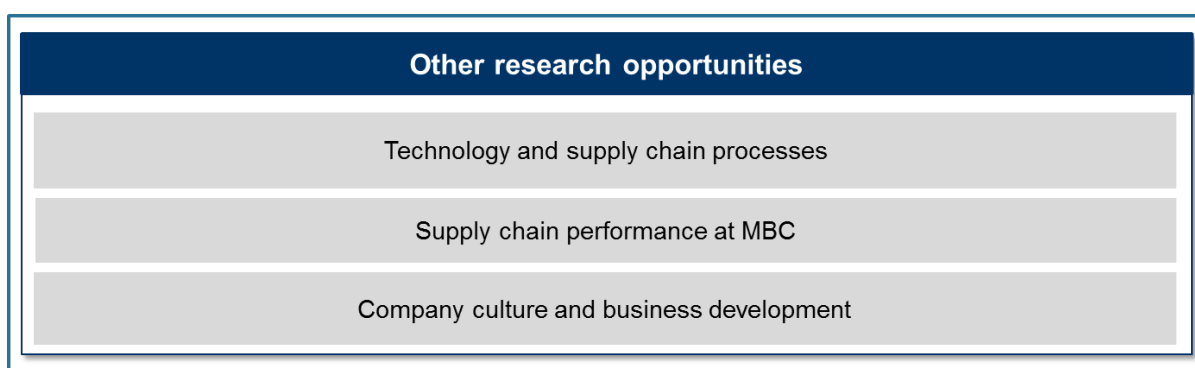 Other research opportunities
Technology and supply chain processes
Supply chain performance at MBC
Company culture and business development